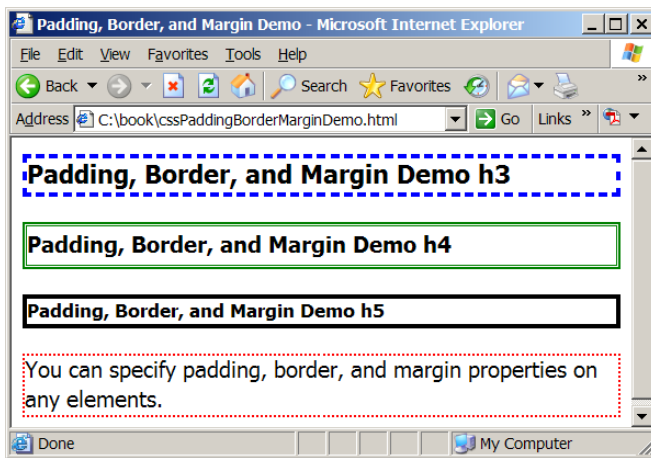 Padding, Border, and Margin Demo - Microsoft Internet Explorer
File Edit View Favorites Tools Help
Back Search Favorites »
Address C:\book\cssPaddingBorderMarginDemo.html Go Links »
Padding, Border, and Margin Demo h3
Padding, Border, and Margin Demo h4
Padding, Border, and Margin Demo h5
You can specify padding, border, and margin properties on
any elements.
Done My Computer